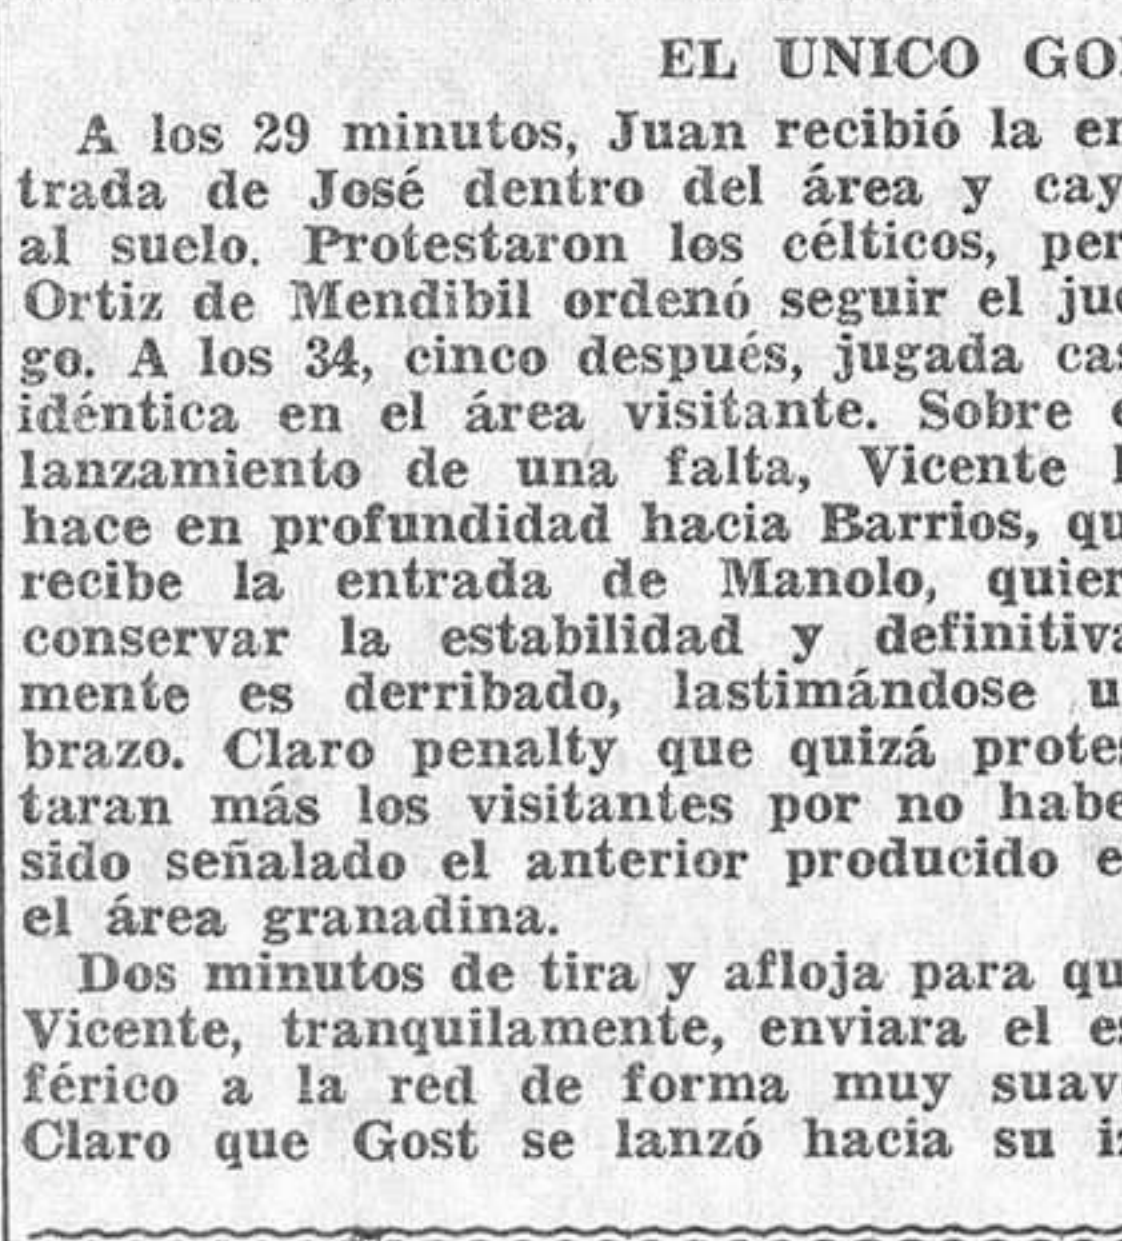 EL UNICO GO
A los 29 minutos, Juan recibió la en
trada de José dentro del área y cay
al suelo. Protestaron los célticos, per
Ortiz de Mendibil ordenó seguir el jue
go. A los 34, cinco después, jugada cas
idéntica en el área visitante. Sobre e
lanzamiento de una falta, Vicente l
hace en profundidad hacia Barrios, qu
recibe la entrada de Manolo, quier
conservar la estabilidad y definitiva
mente es derribado, lastimándose u
brazo. Claro penalty que quizá protes
taran más los visitantes por no habe
sido señalado el anterior producido e
el área granadina.
Dos minutos de tira y afloja para qu
Vicente, tranquilamente, enviara el es
férico a la red de forma muy suav
Claro que Gost se lanzó hacia su iz